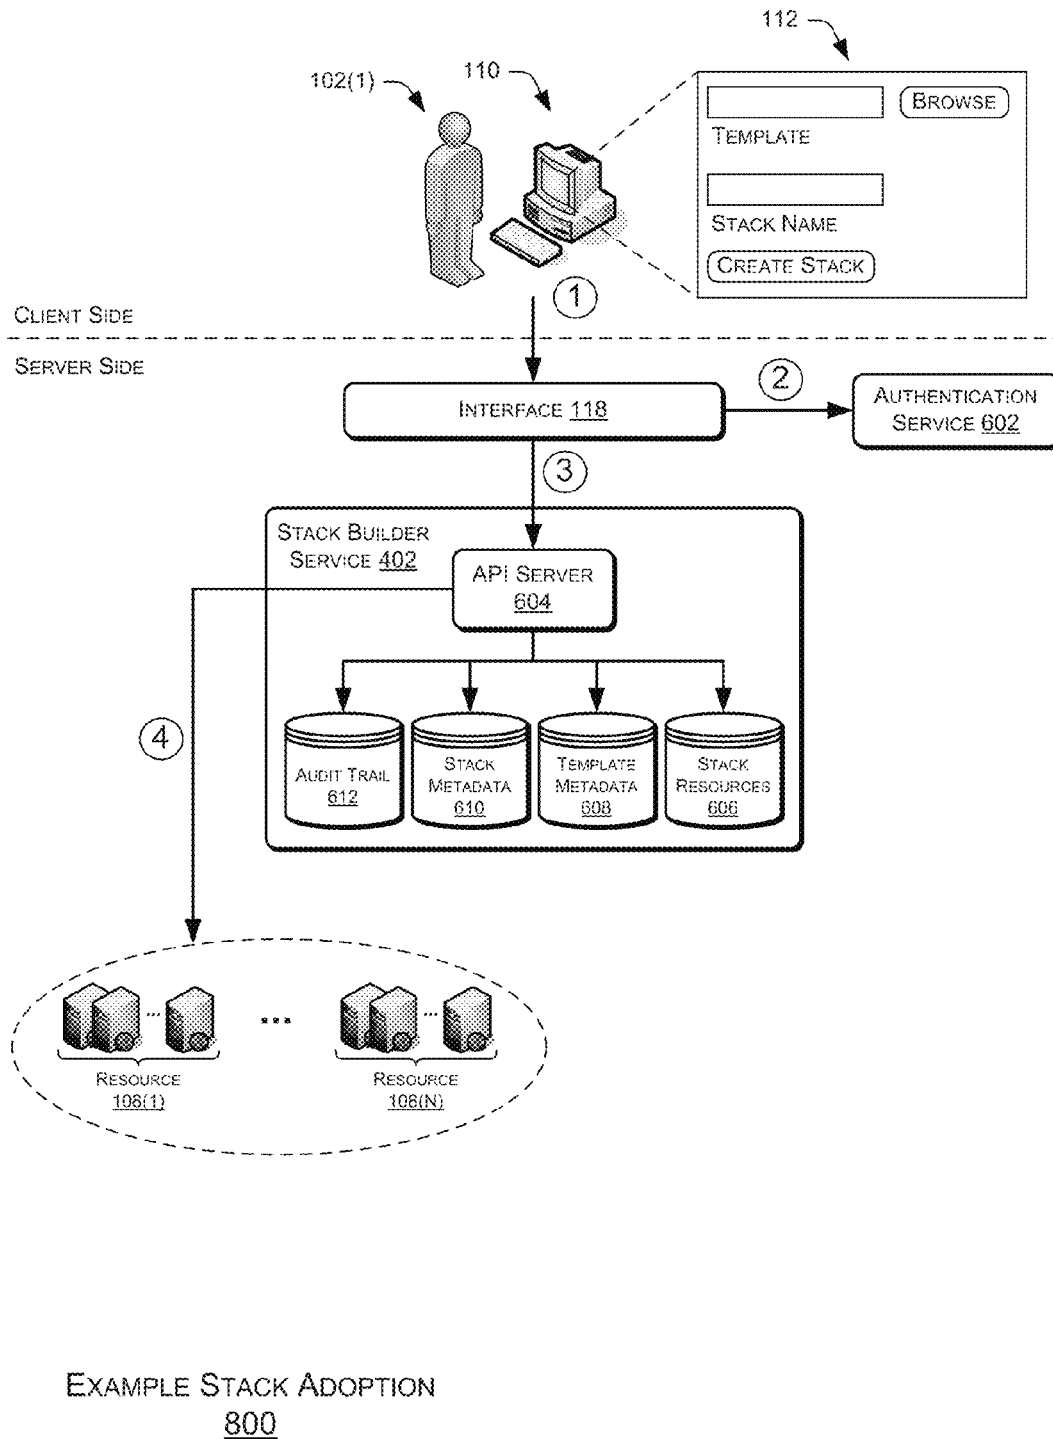 112
110
102(1)
BROWSE
TEMPLATE
STACK NAME
CREATE STACK
1
CLIENT SIDE
SERVER SIDE
2
INTERFACE 118
AUTHENTICATION
SERVICE 602
3
STACK BUILDER
SERVICE 402
API SERVER
604
4
AUDIT TRAIL
612
STACK
METADATA
610
TEMPLATE
METADATA
608
STACK
RESOURCES
606
...
...
...
RESOURCE
106(1)
RESOURCE
106(N)
EXAMPLE STACK ADOPTION
800